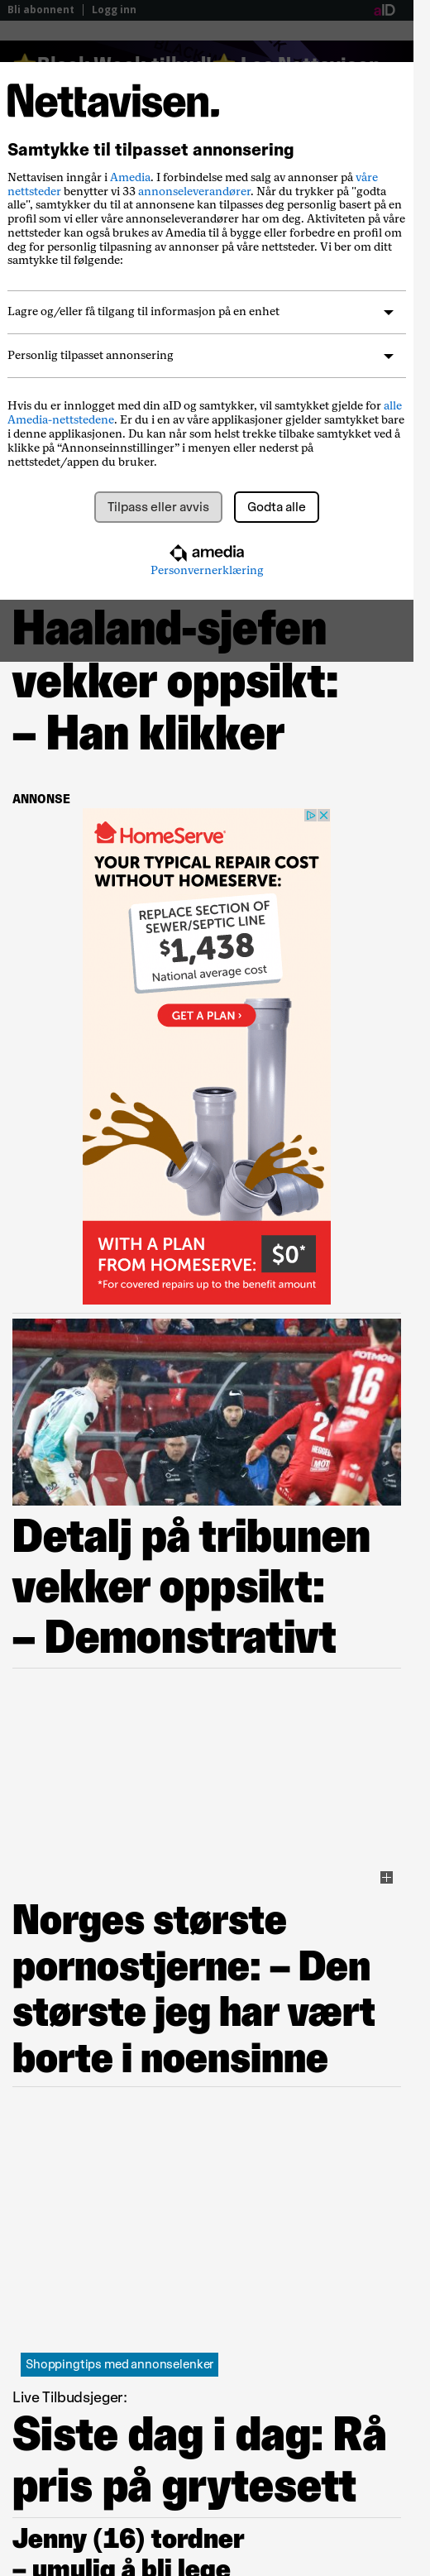 Bli abonnent | Logg inn
aID
Nettavisen.
Samtykke til tilpasset annonsering
Nettavisen inngår i Amedia. I forbindelse med salg av annonser på våre
nettsteder benytter vi 33 annonseleverandører. Når du trykker på "godta
alle", samtykker du til at annonsene kan tilpasses deg personlig basert på en
profil som vi eller våre annonseleverandører har om deg. Aktiviteten på våre
nettsteder kan også brukes av Amedia til å bygge eller forbedre en profil om
deg for personlig tilpasning av annonser på våre nettsteder. Vi ber om ditt
samtykke til følgende:
Lagre og/eller få tilgang til informasjon på en enhet
Personlig tilpasset annonsering
Hvis du er innlogget med din aID og samtykker, vil samtykket gjelde for alle
Amedia-nettstedene. Er du i en av våre applikasjoner gjelder samtykket bare
i denne applikasjonen. Du kan når som helst trekke tilbake samtykket ved å
klikke på “Annonseinnstillinger” i menyen eller nederst på
nettstedet/appen du bruker.
Tilpass eller avvis
Godta alle
amedia
Personvernerklæring
Haaland-sjefen
vekker oppsikt:
– Han klikker
ANNONSE
HomeServe
YOUR TYPICAL REPAIR COST
WITHOUT HOMESERVE:
REPLACE SECTION OF
SEWER/SEPTIC LINE
$1,438
National average cost
GET A PLAN ›
WITH A PLAN
FROM HOMESERVE: $0*
*For covered repairs up to the benefit amount
FOTMOB
16
2
Detalj på tribunen
vekker oppsikt:
– Demonstrativt
Norges største
pornostjerne: – Den
største jeg har vært
borte i noensinne
Shoppingtips med annonselenker
Live Tilbudsjeger:
Siste dag i dag: Rå
pris på grytesett
Jenny (16) tordner
– umulig å bli lege